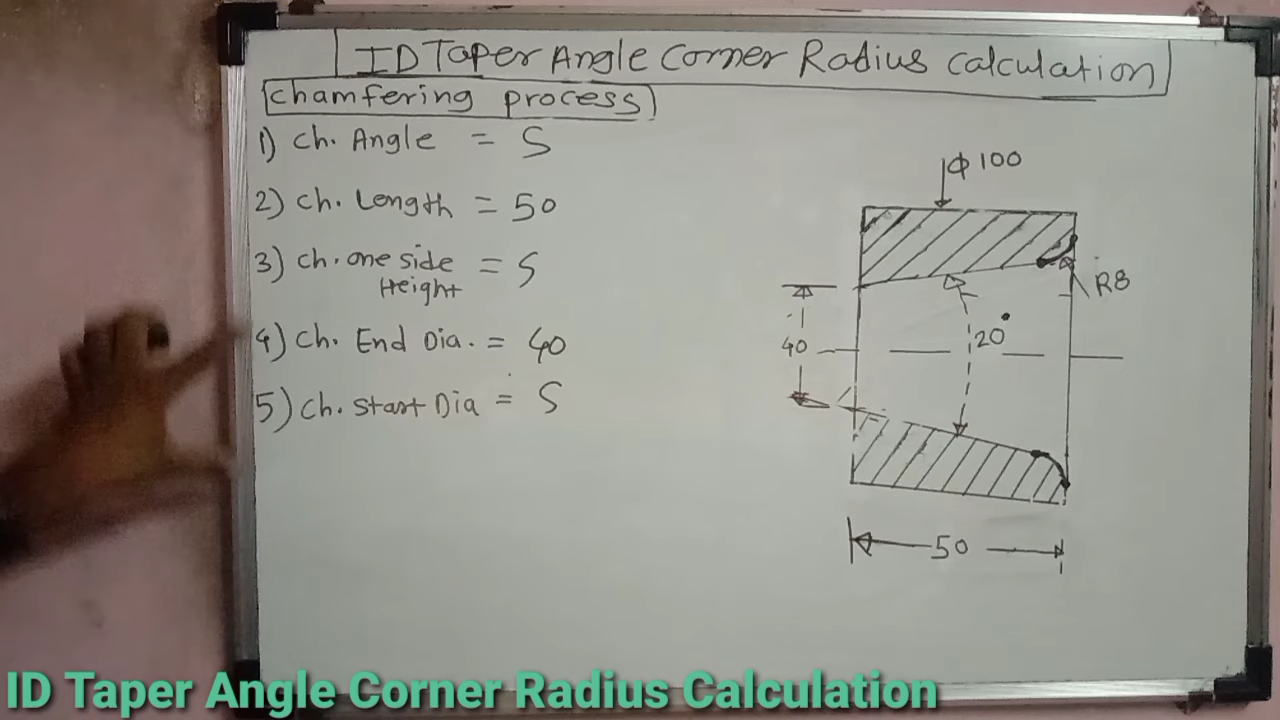 ID Taper Angle Corner Radius Calculation
Chamfering process
1) Ch. Angle = S
2) Ch. Length = 50
3) Ch. one side Height = S
4) Ch. End Dia. = 40
5) Ch. Start Dia = S
Φ 100
R8
20°
40
50
ID Taper Angle Corner Radius Calculation